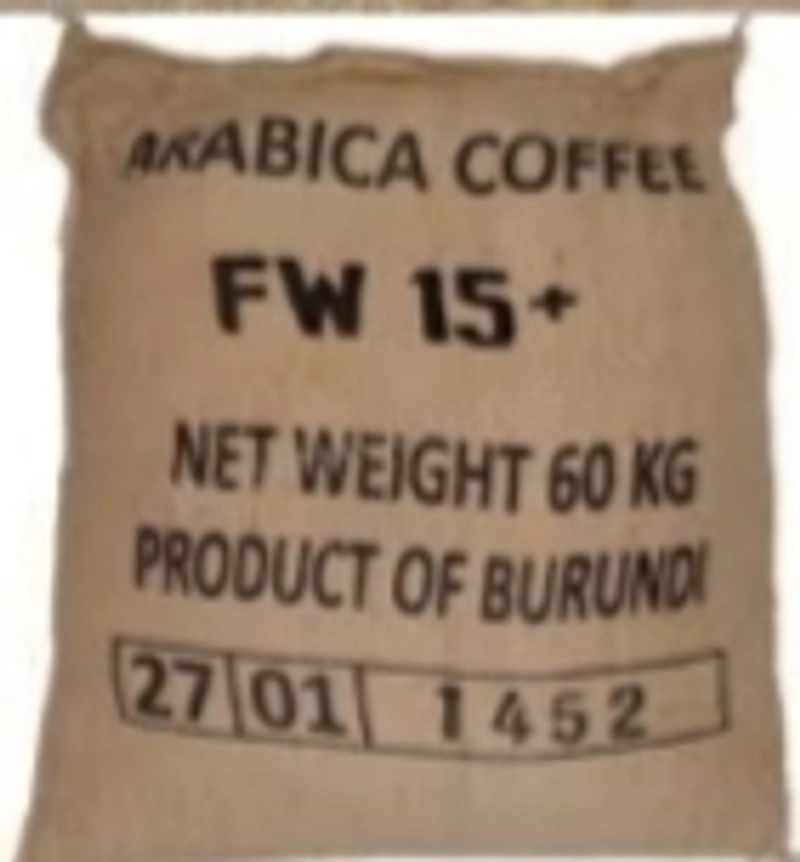 ARABICA COFFEE
FW 15+
NET WEIGHT 60 KG
PRODUCT OF BURUNDI
27 01 1452